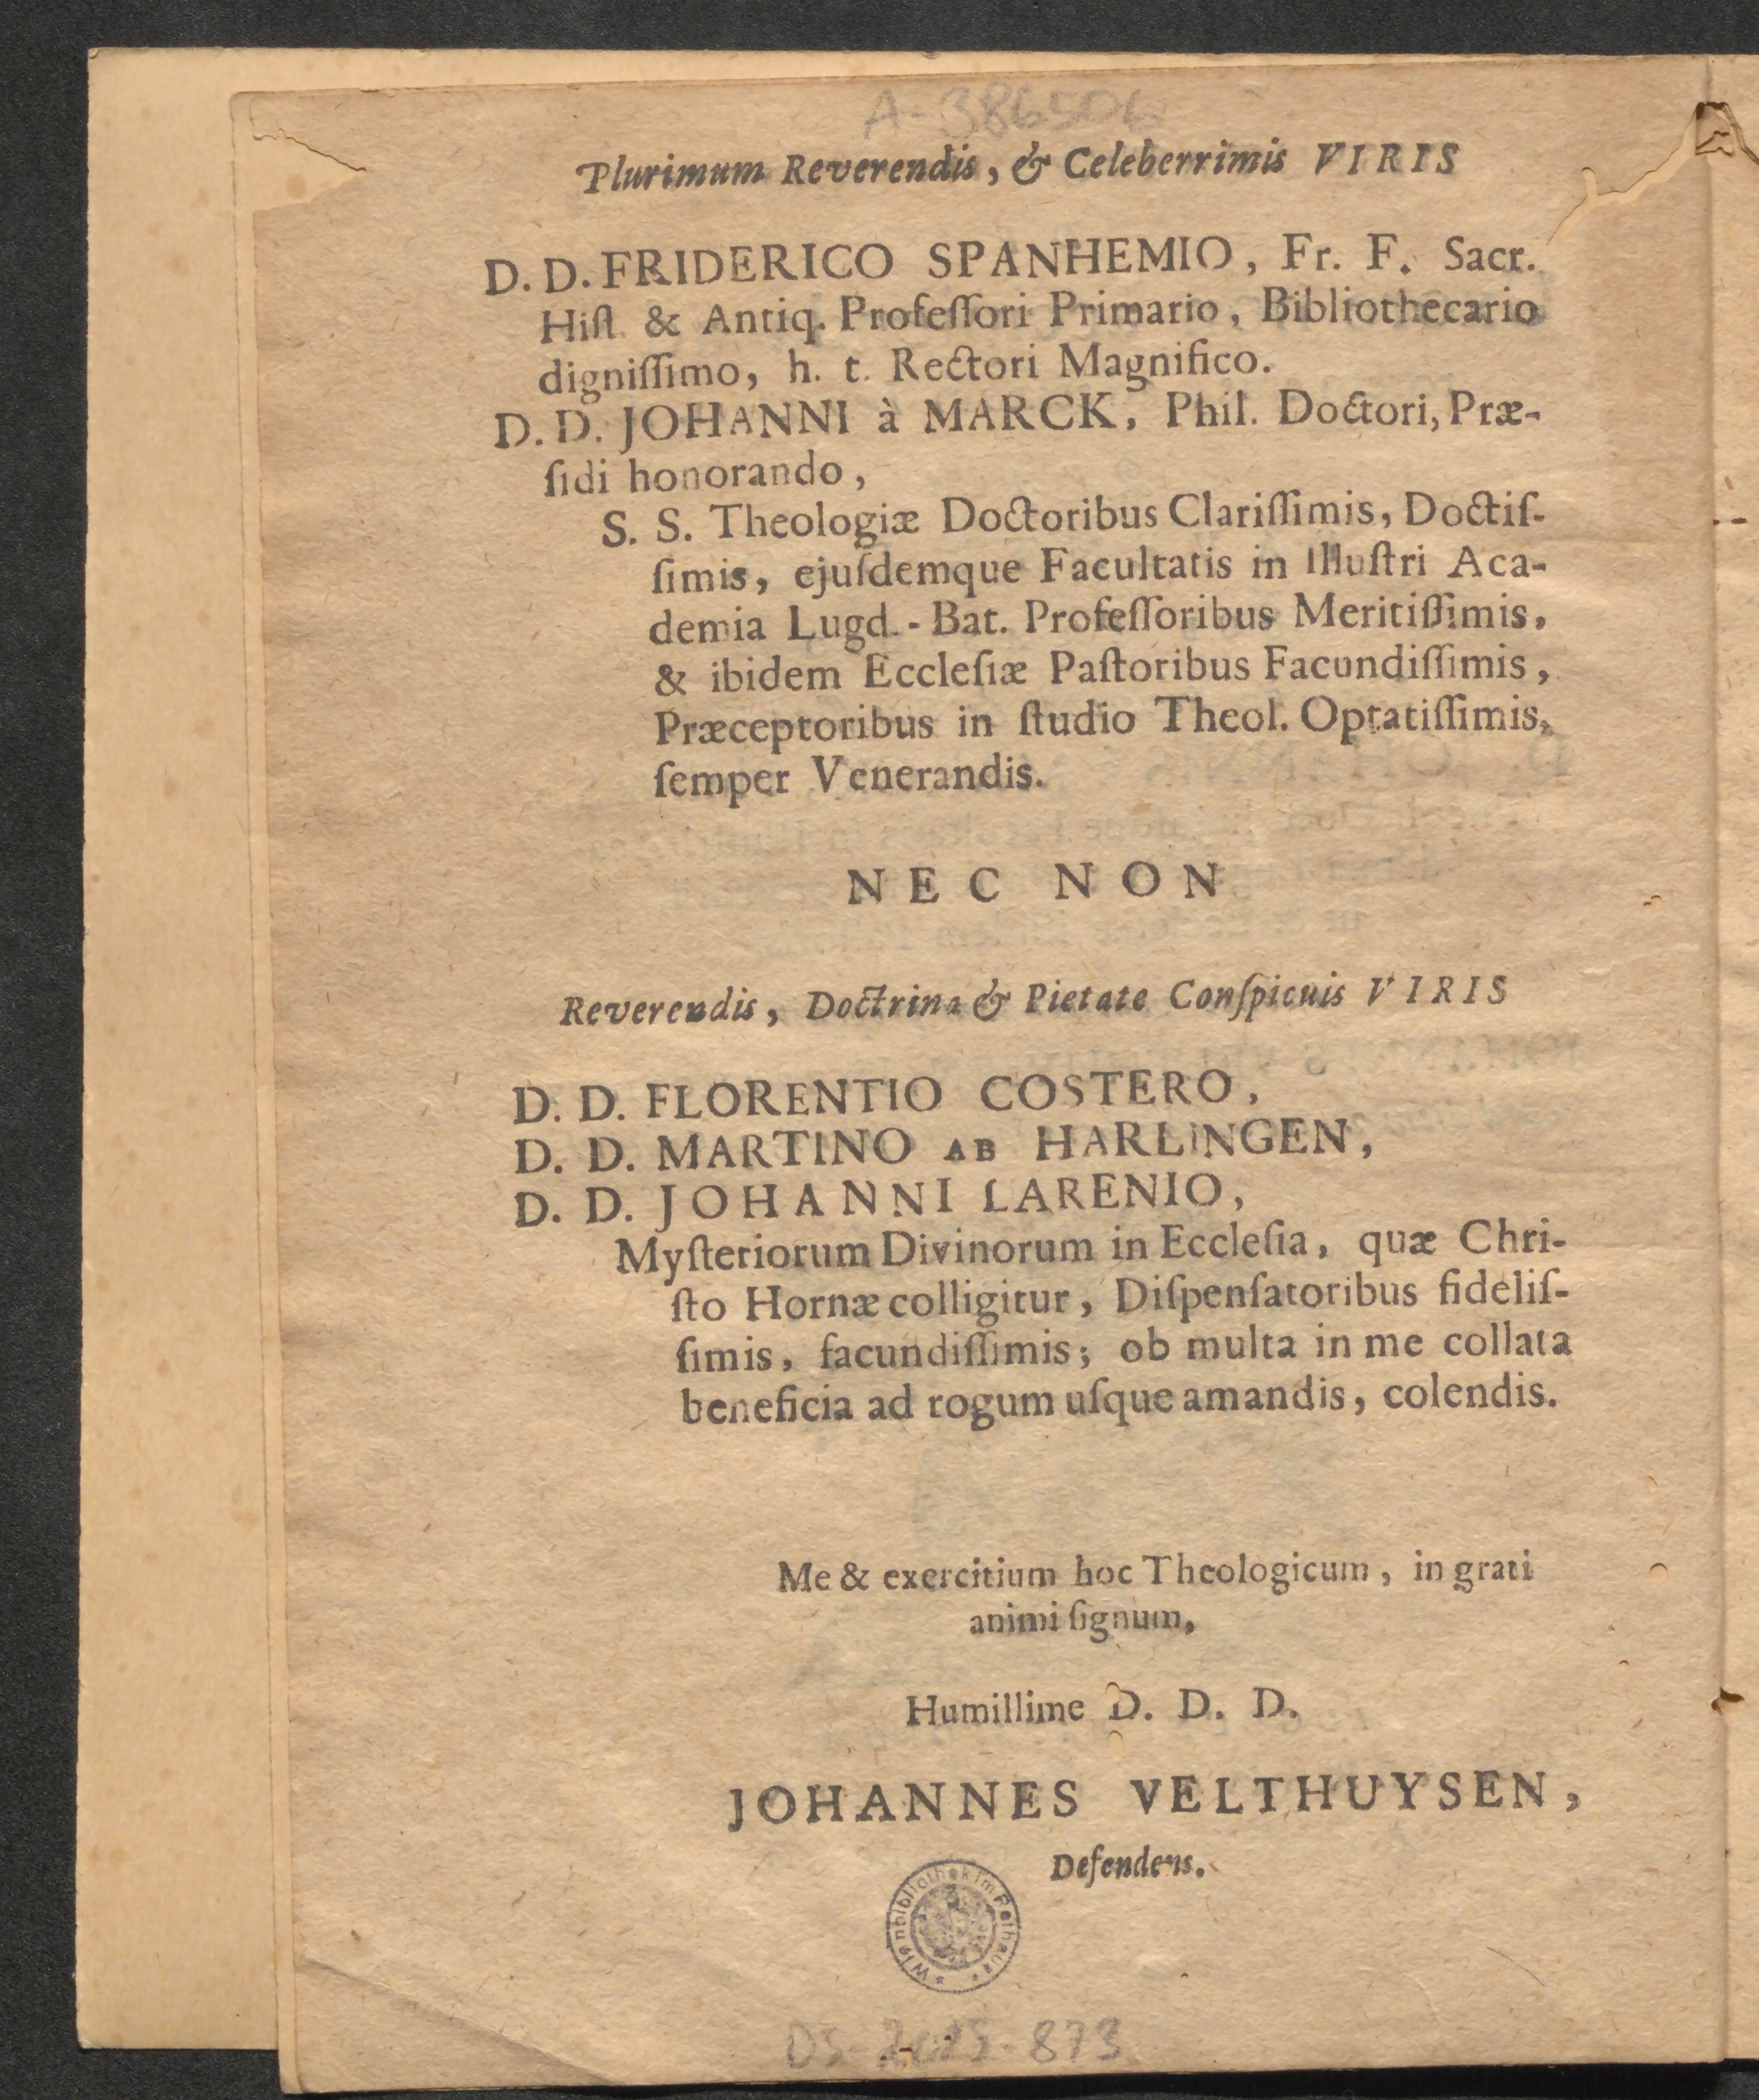 A-386506
Plurimum Reverendis, & Celeberrimis VIRIS
D. D. FRIDERICO SPANHEMIO, Fr. F. Sacr.
Hiſt. & Antiq. Profeſſori Primario, Bibliothecario
digniſſimo, h. t. Rectori Magnifico.
D. D. JOHANNI à MARCK, Phil. Doctori, Præ-
ſidi honorando,
S. S. Theologiæ Doctoribus Clariſſimis, Doctiſ-
ſimis, ejuſdemque Facultatis in Illuſtri Aca-
demia Lugd.-Bat. Profeſſoribus Meritiſſimis,
& ibidem Eccleſiæ Paſtoribus Facundiſſimis,
Præceptoribus in ſtudio Theol. Optatiſſimis,
ſemper Venerandis.
NEC NON
Reverendis, Doctrina & Pietate Conſpicuis VIRIS
D. D. FLORENTIO COSTERO,
D. D. MARTINO AB HARLINGEN,
D. D. JOHANNI LARENIO,
Myſteriorum Divinorum in Eccleſia, quæ Chri-
ſto Hornæ colligitur, Diſpenſatoribus fideliſ-
ſimis, facundiſſimis; ob multa in me collata
beneficia ad rogum uſque amandis, colendis.
Me & exercitium hoc Theologicum, in grati
animi ſignum,
Humillime D. D. D.
JOHANNES VELTHUYSEN,
Defendens.
Wienbibliothek im Rathaus
DS-2025-873